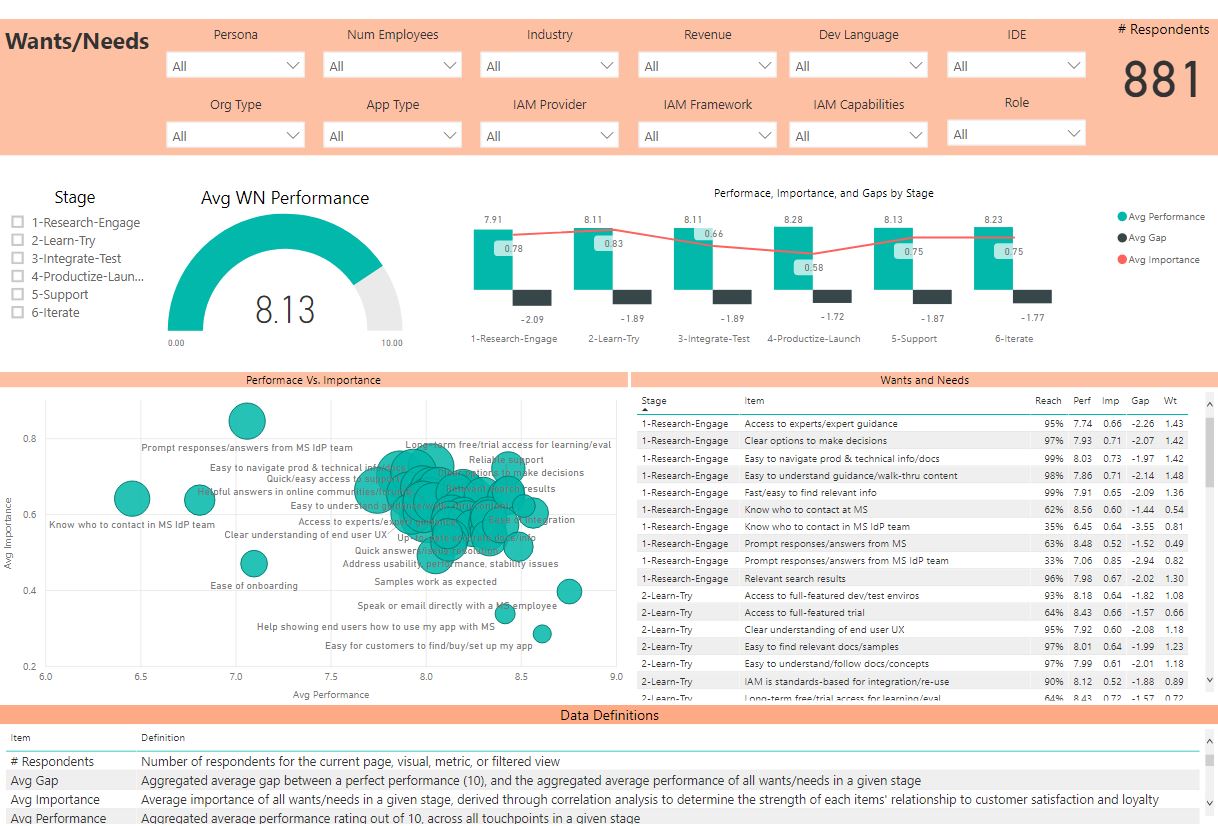 Wants/Needs
Persona
Num Employees
Industry
Revenue
Dev Language
IDE
# Respondents
All
All
All
All
All
All
881
Org Type
App Type
IAM Provider
IAM Framework
IAM Capabilities
Role
All
All
All
All
All
All
Stage
1-Research-Engage
2-Learn-Try
3-Integrate-Test
4-Productize-Laun...
5-Support
6-Iterate
Avg WN Performance
8.13
0.00
10.00
Performace, Importance, and Gaps by Stage
7.91 8.11 8.11 8.28 8.13 8.23
0.78 0.83 0.66 0.58 0.75 0.75
-2.09 -1.89 -1.89 -1.72 -1.87 -1.77
1-Research-Engage 2-Learn-Try 3-Integrate-Test 4-Productize-Launch 5-Support 6-Iterate
Avg Performance
Avg Gap
Avg Importance
Performace Vs. Importance
Avg Importance
0.8
0.6
0.4
0.2
Long-term free/trial access for learning/eval
Prompt responses/anwers from MS IdP team
Reliable support
Easy to navigate prod & technical info/docs
options to make decisions
Quick/easy access to support
Helpful answers in online communities/forums
Relevant search results
Easy to understand guidance/walk-thru content
Know who to contact in MS IdP team
Access to experts/expert guidance
Ease of integration
Clear understanding of end user UX
Up-to-date accurate docs/info
Quick answers/issue resolution
Address usability, performance, stability issues
Ease of onboarding
Samples work as expected
Speak or email directly with a MS employee
Help showing end users how to use my app with MS
Easy for customers to find/buy/set up my app
6.0 6.5 7.0 7.5 8.0 8.5 9.0
Avg Performance
Wants and Needs
Stage Item Reach Perf Imp Gap Wt
1-Research-Engage Access to experts/expert guidance 95% 7.74 0.66 -2.26 1.43
1-Research-Engage Clear options to make decisions 97% 7.93 0.71 -2.07 1.42
1-Research-Engage Easy to navigate prod & technical info/docs 99% 8.03 0.73 -1.97 1.42
1-Research-Engage Easy to understand guidance/walk-thru content 98% 7.86 0.71 -2.14 1.48
1-Research-Engage Fast/easy to find relevant info 99% 7.91 0.65 -2.09 1.36
1-Research-Engage Know who to contact at MS 62% 8.56 0.60 -1.44 0.54
1-Research-Engage Know who to contact in MS IdP team 35% 6.45 0.64 -3.55 0.81
1-Research-Engage Prompt responses/answers from MS 63% 8.48 0.52 -1.52 0.49
1-Research-Engage Prompt responses/anwers from MS IdP team 33% 7.06 0.85 -2.94 0.82
1-Research-Engage Relevant search results 96% 7.98 0.67 -2.02 1.30
2-Learn-Try Access to full-featured dev/test enviros 93% 8.18 0.64 -1.82 1.08
2-Learn-Try Access to full-featured trial 64% 8.43 0.66 -1.57 0.66
2-Learn-Try Clear understanding of end user UX 95% 7.92 0.60 -2.08 1.18
2-Learn-Try Easy to find relevant docs/samples 97% 8.01 0.64 -1.99 1.23
2-Learn-Try Easy to understand/follow docs/concepts 97% 7.99 0.61 -2.01 1.18
2-Learn-Try IAM is standards-based for integration/re-use 90% 8.12 0.52 -1.88 0.89
2-Learn-Try Long-term free/trial access for learning/eval 64% 8.43 0.72 -1.57 0.72
Data Definitions
Item Definition
# Respondents Number of respondents for the current page, visual, metric, or filtered view
Avg Gap Aggregated average gap between a perfect performance (10), and the aggregated average performance of all wants/needs in a given stage
Avg Importance Average importance of all wants/needs in a given stage, derived through correlation analysis to determine the strength of each items' relationship to customer satisfaction and loyalty
Avg Performance Aggregated average performance rating out of 10, across all touchpoints in a given stage